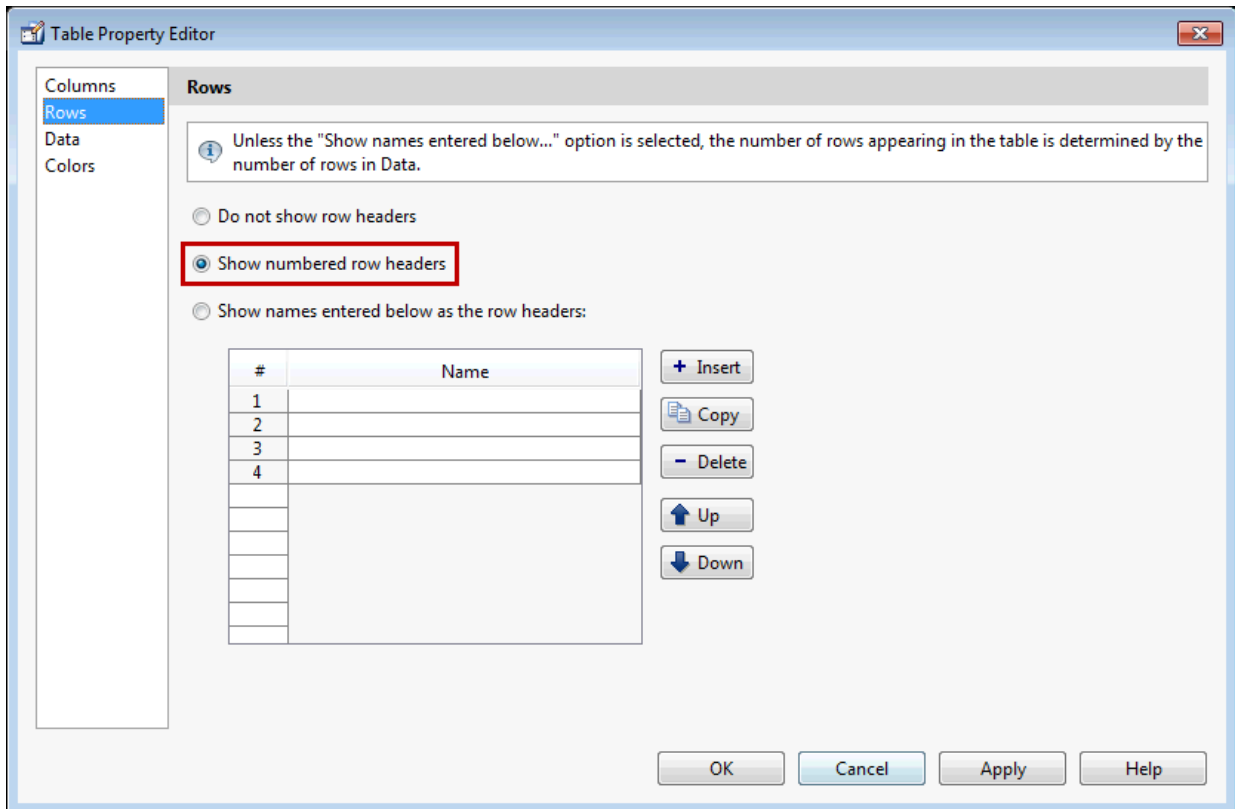 Table Property Editor
Columns
Rows
Data
Colors
Rows
Unless the "Show names entered below..." option is selected, the number of rows appearing in the table is determined by the
number of rows in Data.
Do not show row headers
Show numbered row headers
Show names entered below as the row headers:
# Name
1
2
3
4
+ Insert
Copy
- Delete
Up
Down
OK Cancel Apply Help